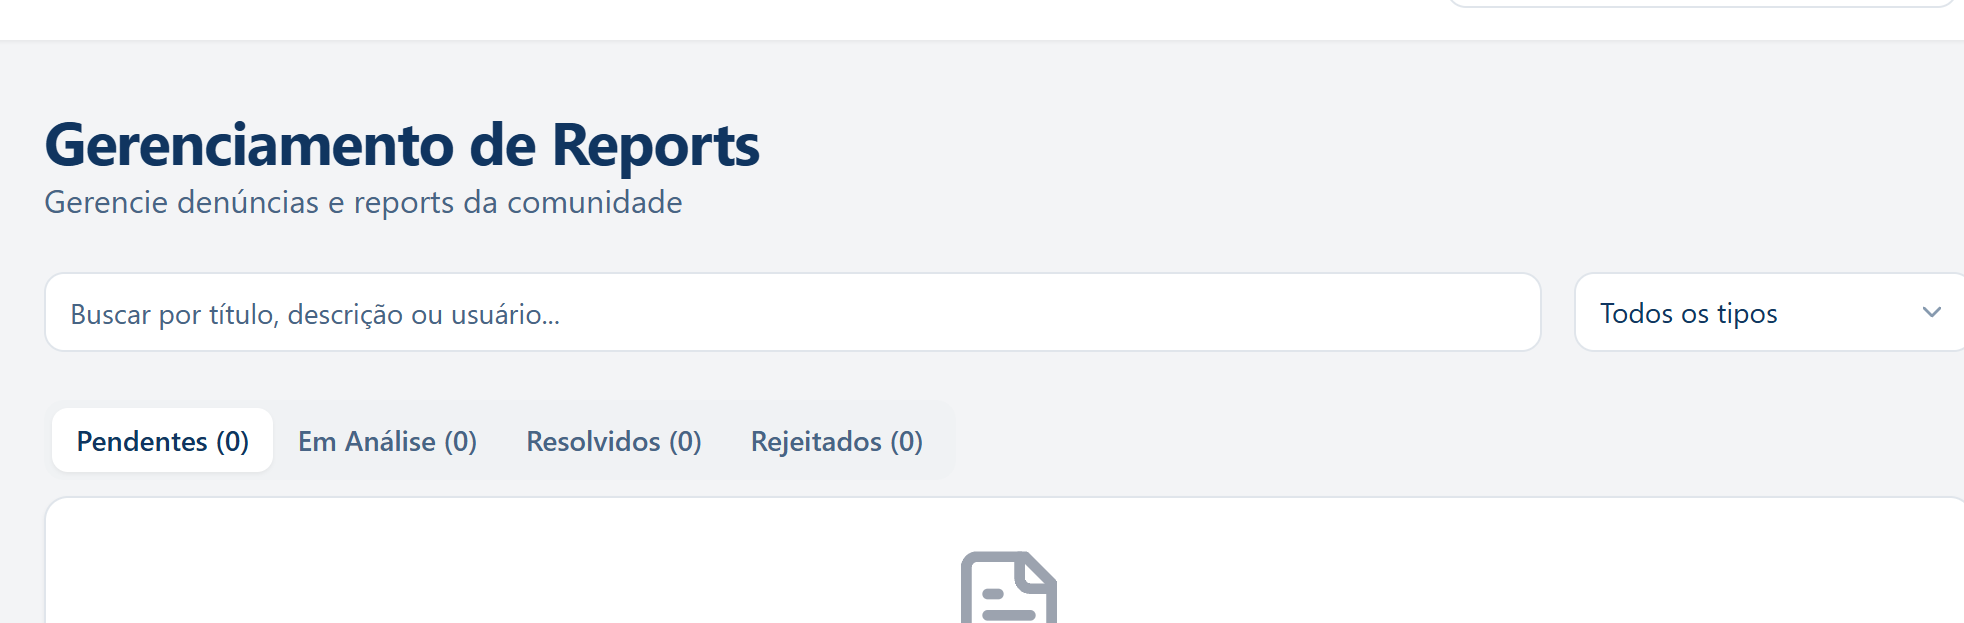 Gerenciamento de Reports
Gerencie denúncias e reports da comunidade
Buscar por título, descrição ou usuário...
Todos os tipos
Pendentes (0)
Em Análise (0)
Resolvidos (0)
Rejeitados (0)